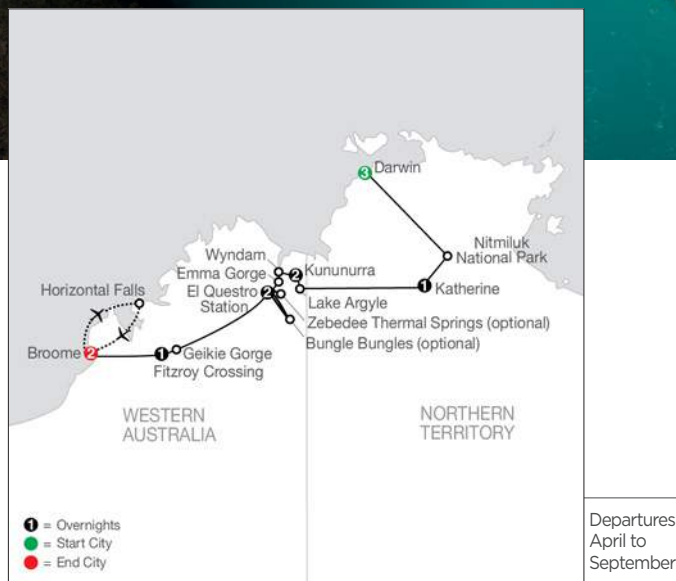 3
Darwin
Nitmiluk
National Park
Wyndam
Emma Gorge
El Questro
Station
2
2
Kununurra
1
Katherine
Lake Argyle
Zebedee Thermal Springs (optional)
Bungle Bungles (optional)
Horizontal Falls
Broome
2
1
Geikie Gorge
Fitzroy Crossing
WESTERN
AUSTRALIA
NORTHERN
TERRITORY
1 = Overnights
= Start City
= End City
Departures
April to
September